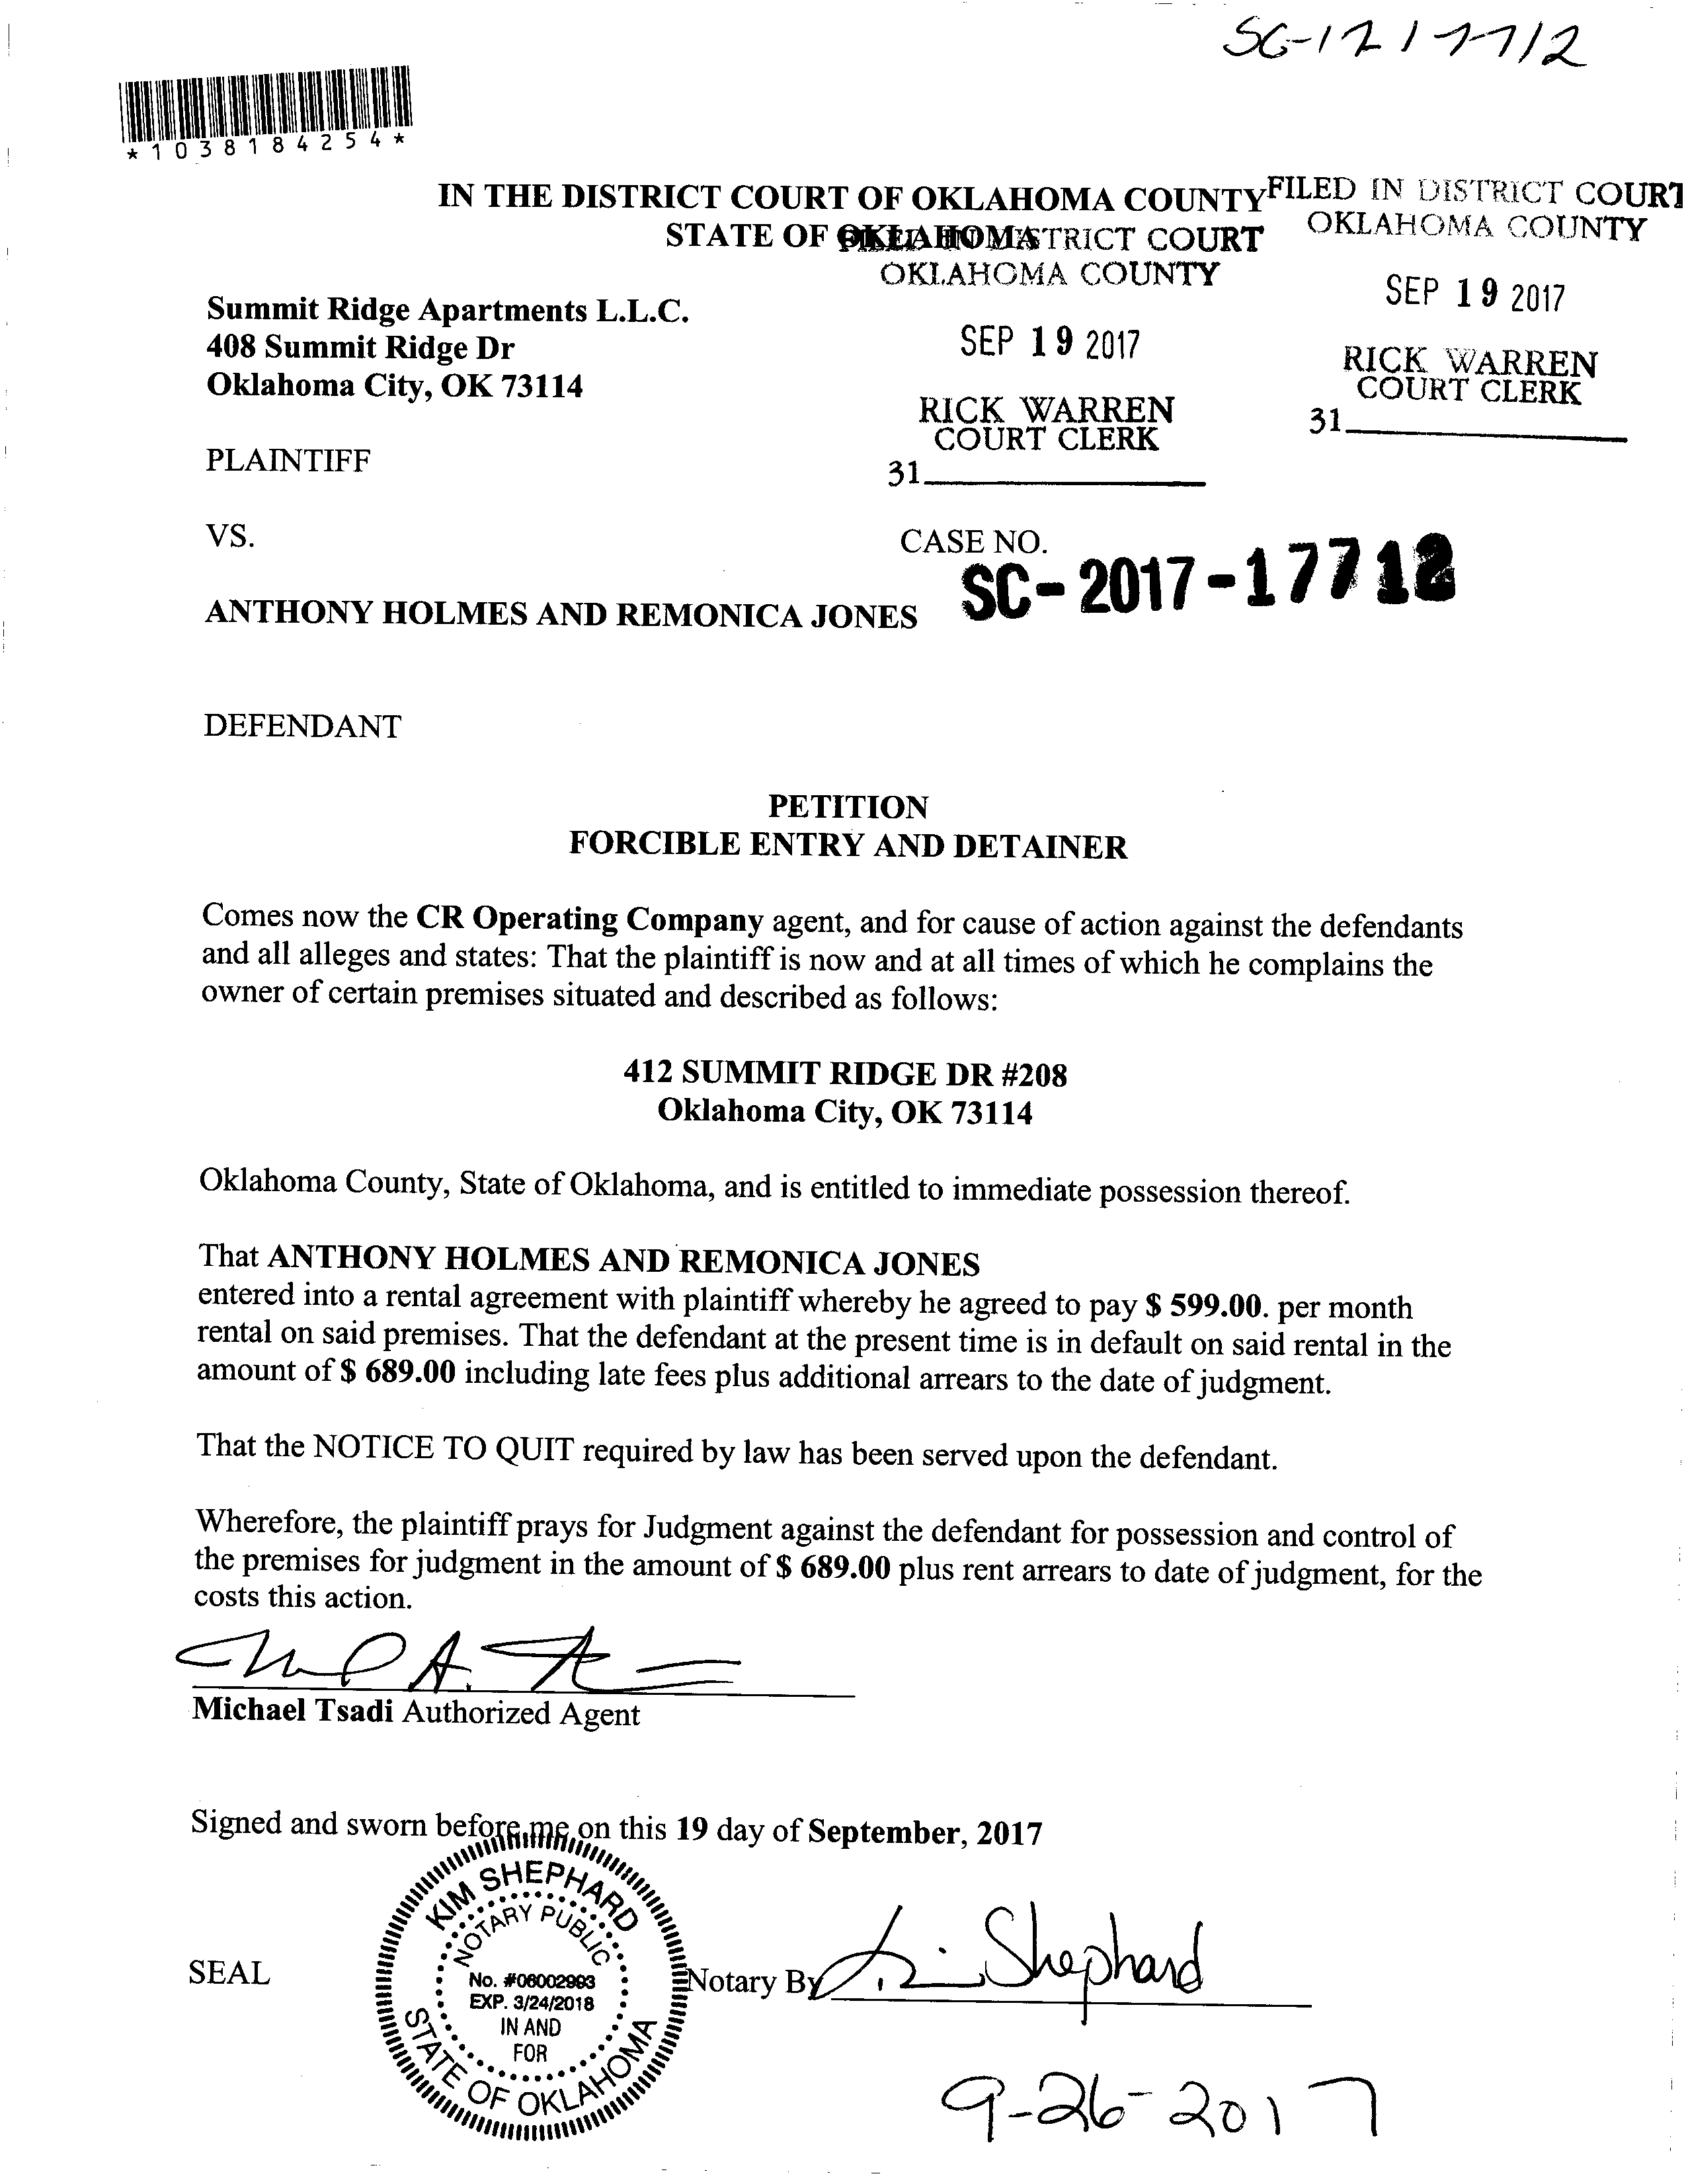 SC-17 17712
*1038184254*
IN THE DISTRICT COURT OF OKLAHOMA COUNTY
STATE OF OKLAHOMA
FILED IN DISTRICT COURT
OKLAHOMA COUNTY
SEP 19 2017
RICK WARREN
COURT CLERK
31
FILED IN DISTRICT COURT
OKLAHOMA COUNTY
SEP 19 2017
RICK WARREN
COURT CLERK
31
Summit Ridge Apartments L.L.C.
408 Summit Ridge Dr
Oklahoma City, OK 73114
PLAINTIFF
VS.
CASE NO.
SC-2017-17712
ANTHONY HOLMES AND REMONICA JONES
DEFENDANT
PETITION
FORCIBLE ENTRY AND DETAINER
Comes now the CR Operating Company agent, and for cause of action against the defendants
and all alleges and states: That the plaintiff is now and at all times of which he complains the
owner of certain premises situated and described as follows:
412 SUMMIT RIDGE DR #208
Oklahoma City, OK 73114
Oklahoma County, State of Oklahoma, and is entitled to immediate possession thereof.
That ANTHONY HOLMES AND REMONICA JONES
entered into a rental agreement with plaintiff whereby he agreed to pay $ 599.00. per month
rental on said premises. That the defendant at the present time is in default on said rental in the
amount of $ 689.00 including late fees plus additional arrears to the date of judgment.
That the NOTICE TO QUIT required by law has been served upon the defendant.
Wherefore, the plaintiff prays for Judgment against the defendant for possession and control of
the premises for judgment in the amount of $ 689.00 plus rent arrears to date of judgment, for the
costs this action.
Michael Tsadi Authorized Agent
Signed and sworn before me on this 19 day of September, 2017
SEAL
KIM SHEPHARD
NOTARY PUBLIC
No. #06002993
EXP. 3/24/2018
IN AND
FOR
STATE OF OKLAHOMA
Notary By Kim Shephard
9-26-2017